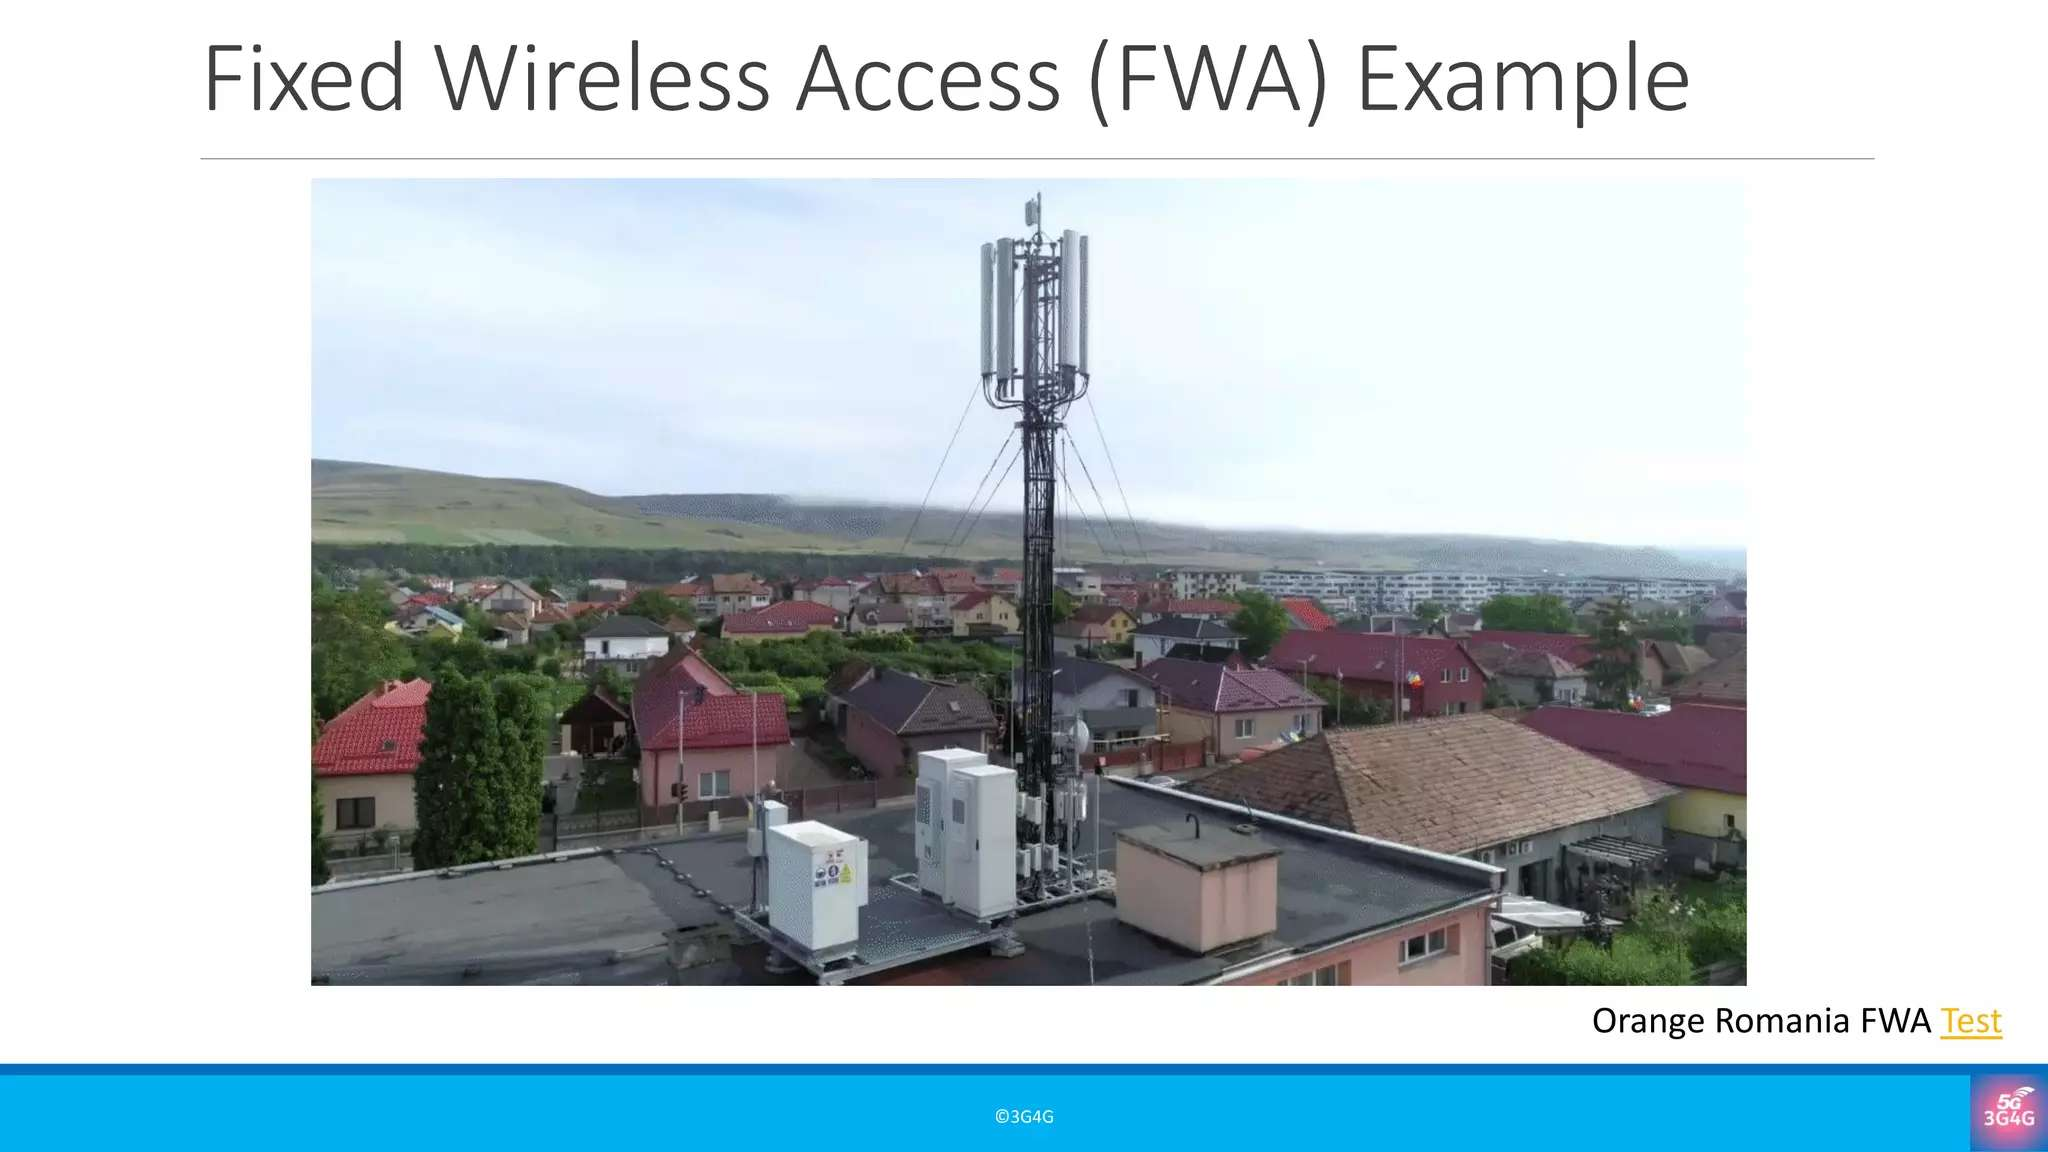 Fixed Wireless Access (FWA) Example
Orange Romania FWA Test
©3G4G
5G
3G4G